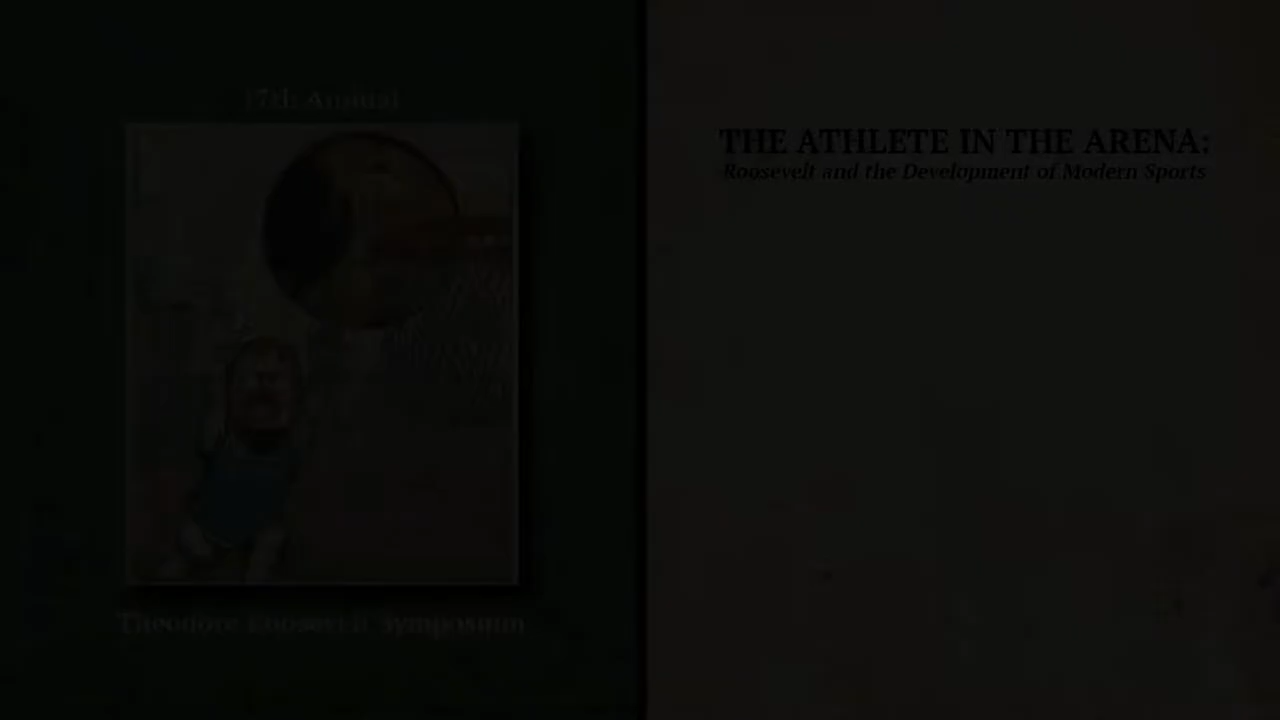 17th Annual
Theodore Roosevelt Symposium
THE ATHLETE IN THE ARENA:
Roosevelt and the Development of Modern Sports